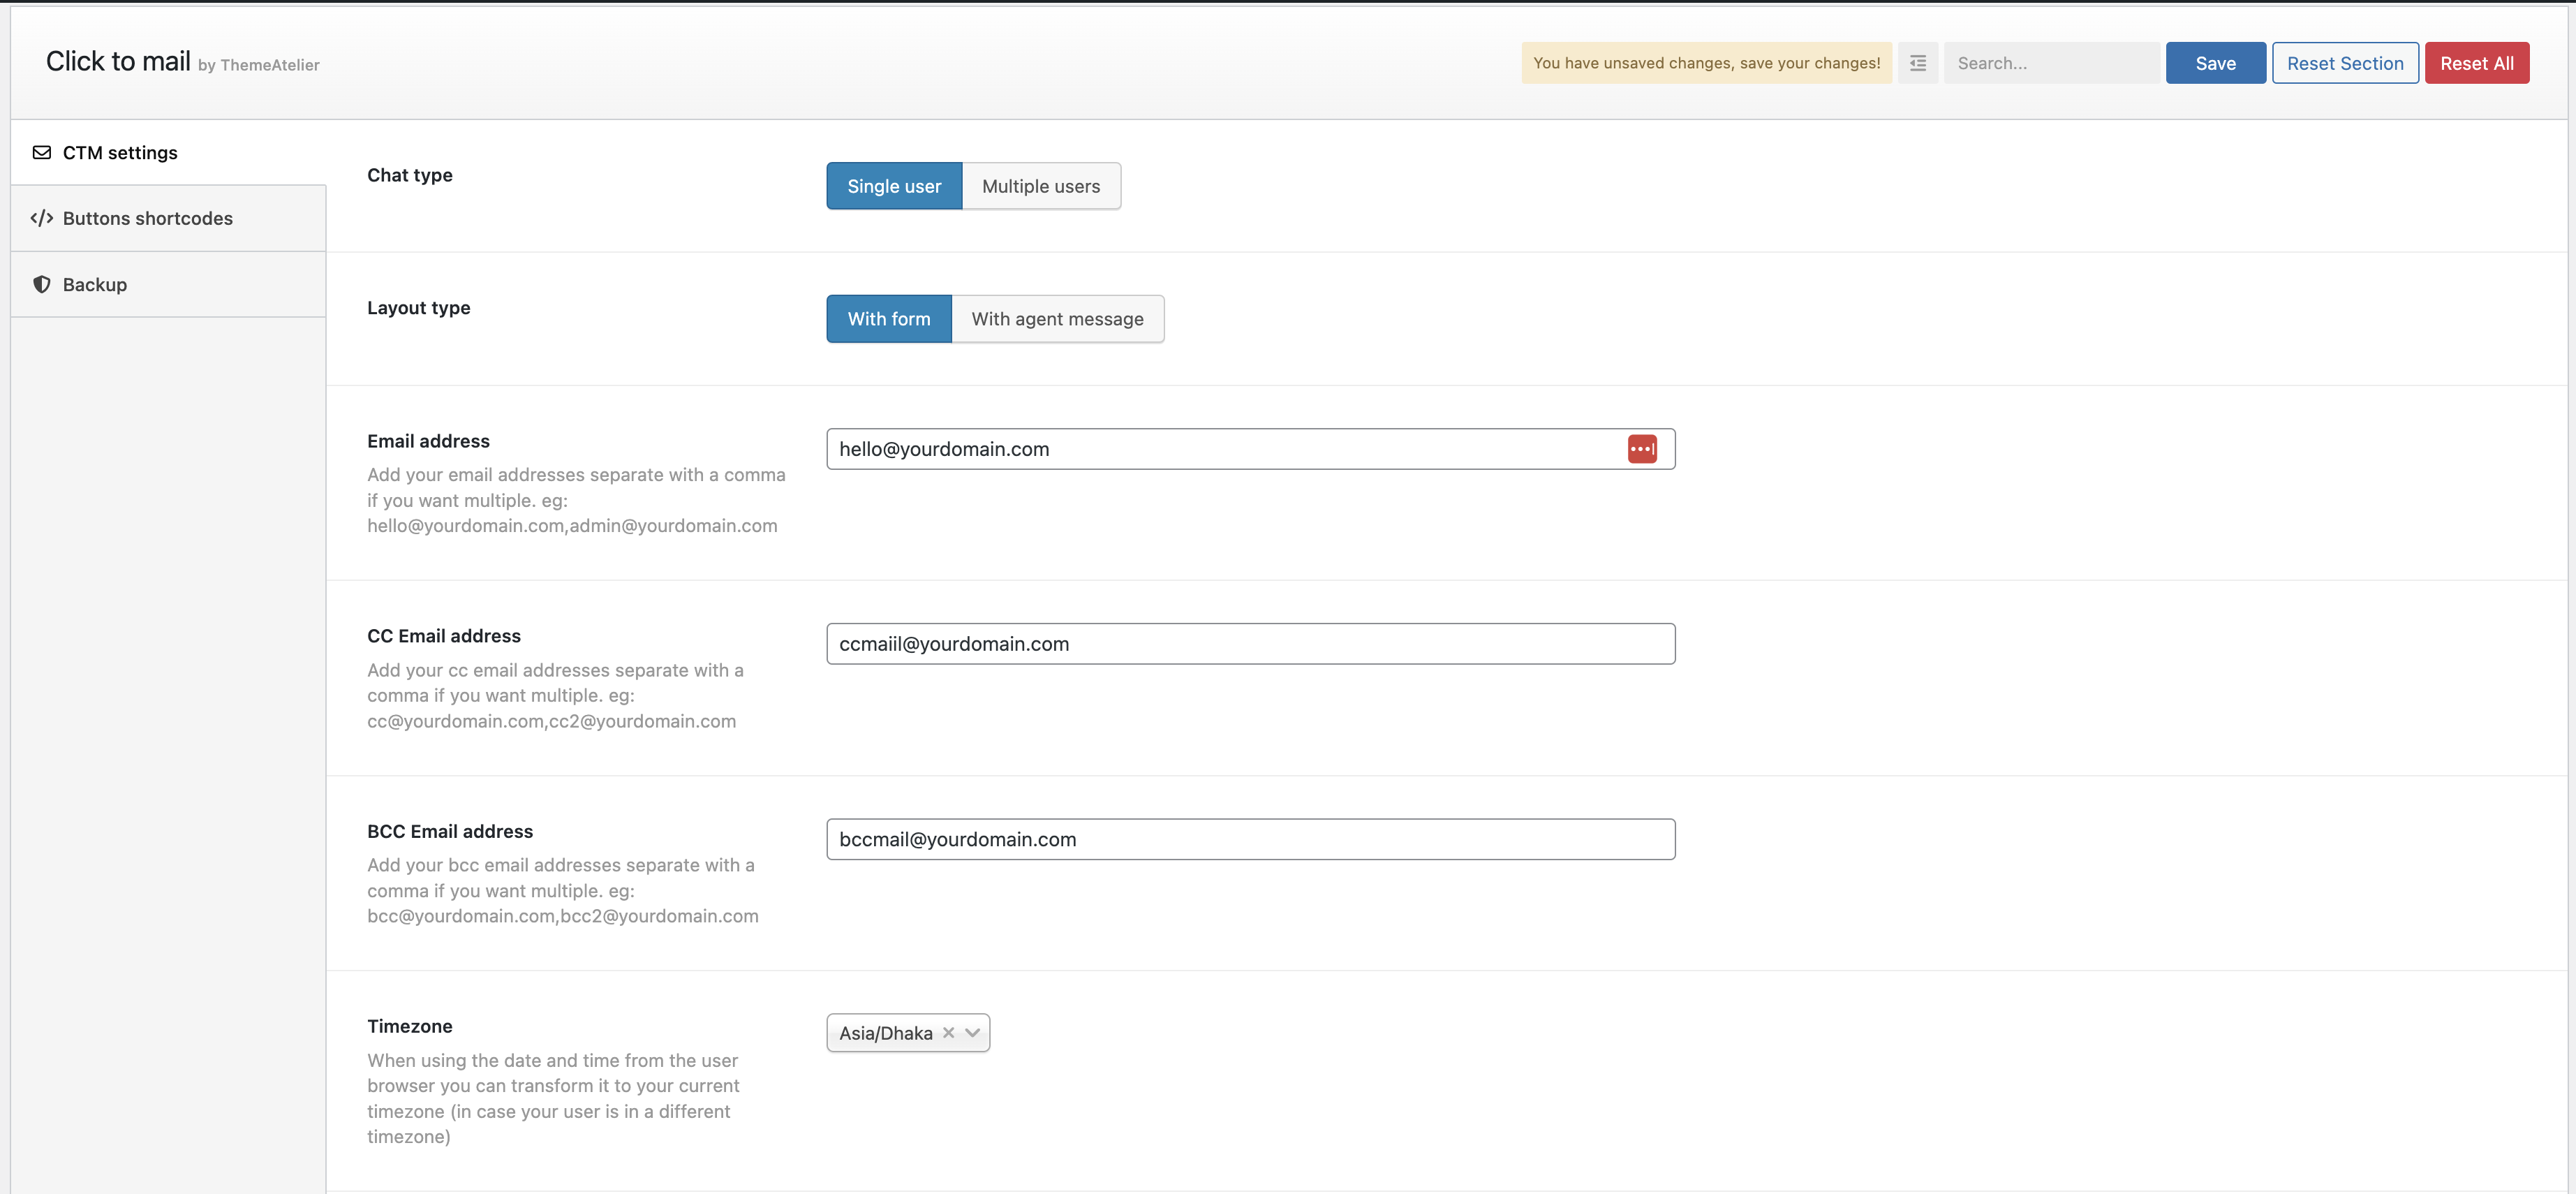 Click to mail by ThemeAtelier
You have unsaved changes, save your changes!
Search...
Save
Reset Section
Reset All
CTM settings
Buttons shortcodes
Backup
Chat type
Single user
Multiple users
Layout type
With form
With agent message
Email address
Add your email addresses separate with a comma
if you want multiple. eg:
hello@yourdomain.com,admin@yourdomain.com
hello@yourdomain.com
CC Email address
Add your cc email addresses separate with a
comma if you want multiple. eg:
cc@yourdomain.com,cc2@yourdomain.com
ccmaiil@yourdomain.com
BCC Email address
Add your bcc email addresses separate with a
comma if you want multiple. eg:
bcc@yourdomain.com,bcc2@yourdomain.com
bccmail@yourdomain.com
Timezone
When using the date and time from the user
browser you can transform it to your current
timezone (in case your user is in a different
timezone)
Asia/Dhaka